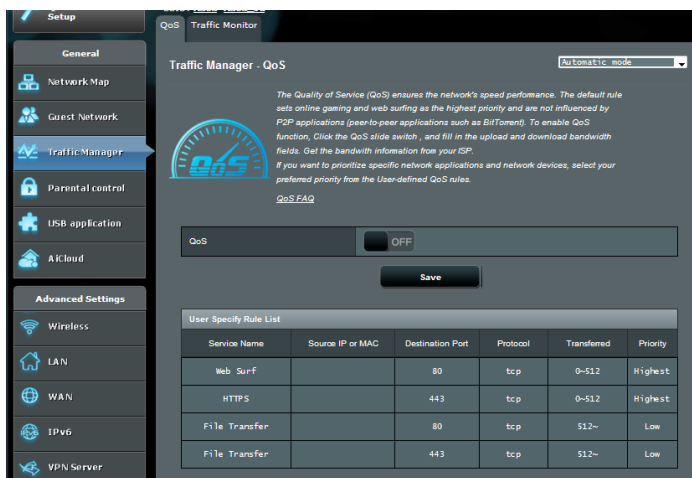 Setup
QoS
Traffic Monitor
General
Network Map
Guest Network
Traffic Manager
Parental control
USB application
AiCloud
Advanced Settings
Wireless
LAN
WAN
IPv6
VPN Server
Traffic Manager - QoS
Automatic mode
The Quality of Service (QoS) ensures the network's speed performance. The default rule
sets online gaming and web surfing as the highest priority and are not influenced by
P2P applications (peer-to-peer applications such as BitTorrent). To enable QoS
function, Click the QoS slide switch , and fill in the upload and download bandwidth
fields. Get the bandwith information from your ISP.
If you want to prioritize specific network applications and network devices, select your
preferred priority from the User-defined QoS rules.
QoS FAQ
QoS
QoS
OFF
Save
User Specify Rule List
Service Name Source IP or MAC Destination Port Protocol Transferred Priority
Web Surf 80 tcp 0~512 Highest
HTTPS 443 tcp 0~512 Highest
File Transfer 80 tcp 512~ Low
File Transfer 443 tcp 512~ Low